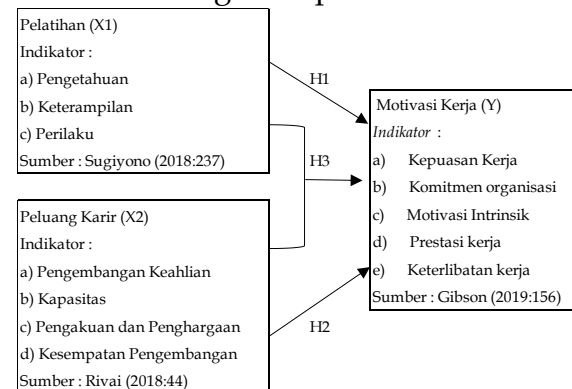 Pelatihan (X1)
Indikator :
a) Pengetahuan
b) Keterampilan
c) Perilaku
Sumber : Sugiyono (2018:237)
H1
H3
H2
Peluang Karir (X2)
Indikator :
a) Pengembangan Keahlian
b) Kapasitas
c) Pengakuan dan Penghargaan
d) Kesempatan Pengembangan
Sumber : Rivai (2018:44)
Motivasi Kerja (Y)
Indikator :
a) Kepuasan Kerja
b) Komitmen organisasi
c) Motivasi Intrinsik
d) Prestasi kerja
e) Keterlibatan kerja
Sumber : Gibson (2019:156)